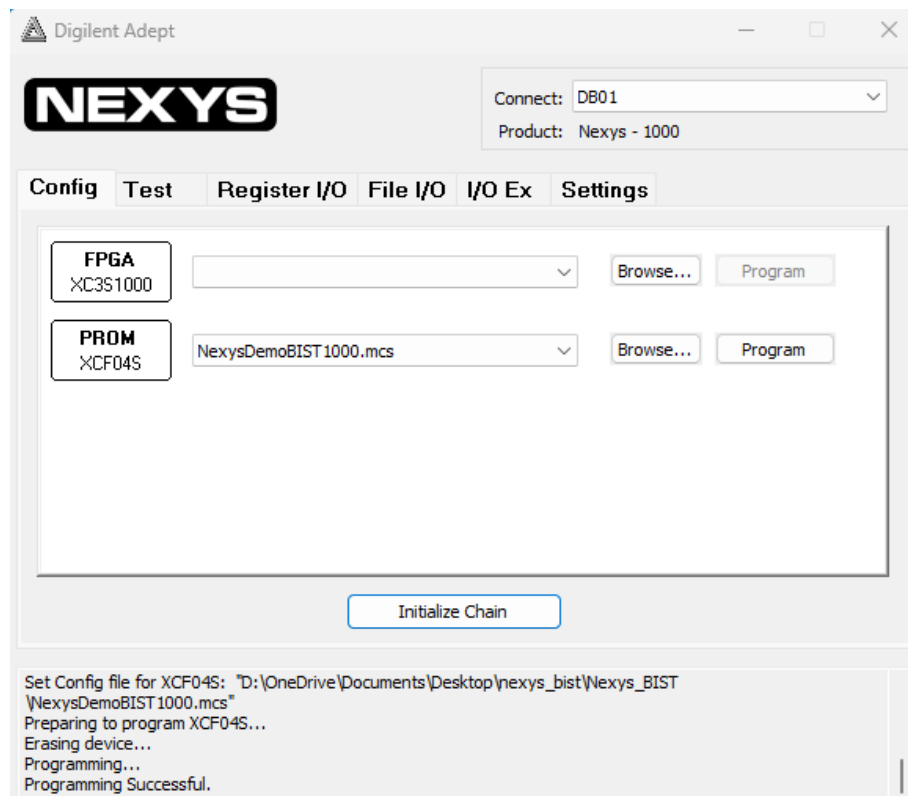 Digilent Adept
NEXYS
Connect: DB01
Product: Nexys - 1000
Config Test Register I/O File I/O I/O Ex Settings
FPGA
XC3S1000
Browse... Program
PROM
XCF04S
NexysDemoBIST1000.mcs
Browse... Program
Initialize Chain
Set Config file for XCF04S: "D:\OneDrive\Documents\Desktop\nexys_bist\Nexys_BIST
\NexysDemoBIST1000.mcs"
Preparing to program XCF04S...
Erasing device...
Programming...
Programming Successful.